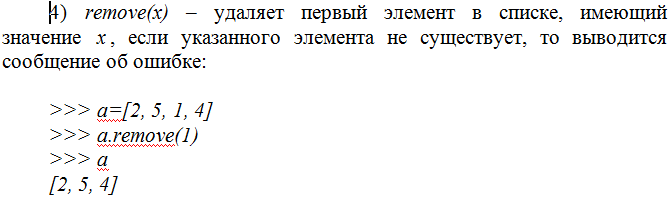 4) remove(x) – удаляет первый элемент в списке, имеющий
значение x, если указанного элемента не существует, то выводится
сообщение об ошибке:
>>> a=[2, 5, 1, 4]
>>> a.remove(1)
>>> a
[2, 5, 4]